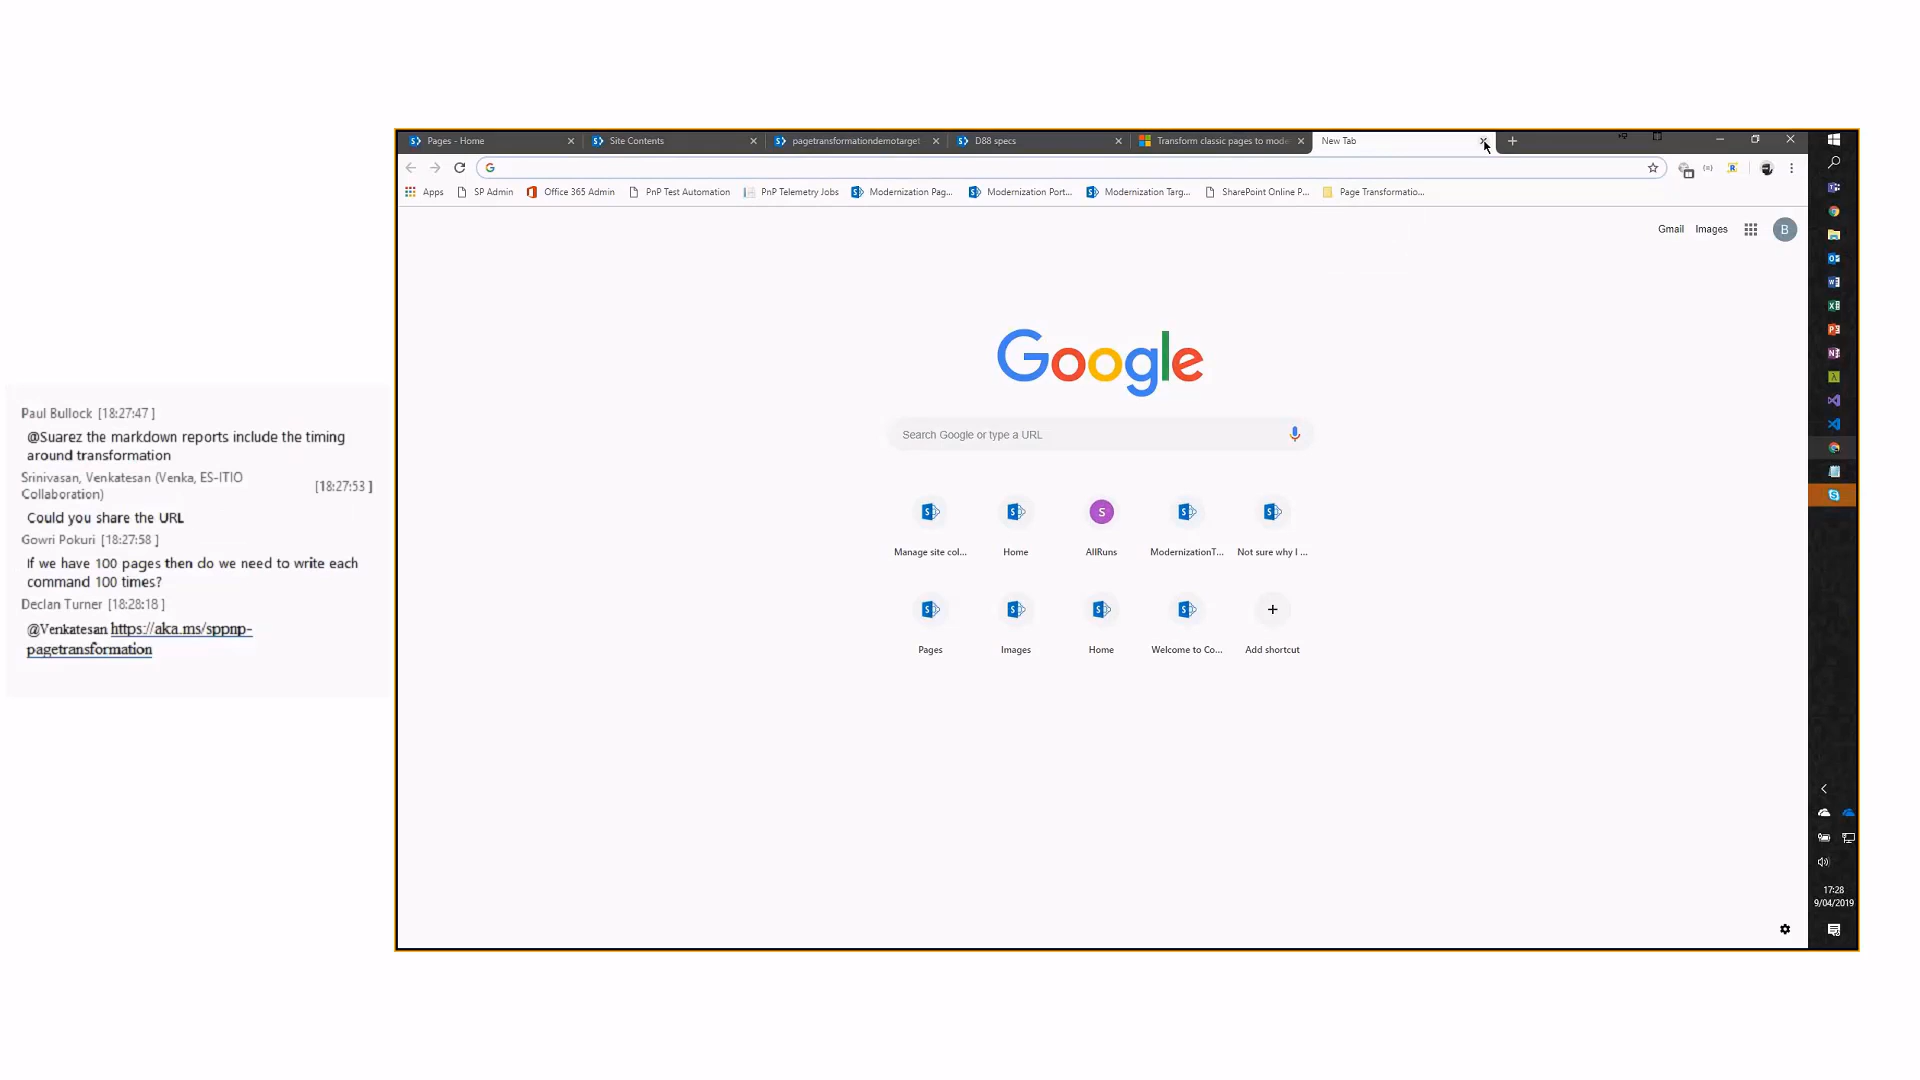 Paul Bullock [18:27:47 ]
@Suarez the markdown reports include the timing
around transformation
Srinivasan, Venkatesan (Venka, ES-ITIO
Collaboration)
[18:27:53 ]
Could you share the URL
Gowri Pokuri [18:27:58 ]
If we have 100 pages then do we need to write each
command 100 times?
Declan Turner [18:28:18 ]
@Venkatesan https://aka.ms/sppnp-
pagetransformation
Pages - Home
Site Contents
pagetransformationdemotarget
D88 specs
Transform classic pages to mode
New Tab
Apps
SP Admin
Office 365 Admin
PnP Test Automation
PnP Telemetry Jobs
Modernization Pag...
Modernization Port...
Modernization Targ...
SharePoint Online P...
Page Transformatio...
Gmail
Images
B
Google
Search Google or type a URL
S
Manage site col...
Home
AllRuns
ModernizationT...
Not sure why I ...
Pages
Images
Home
Welcome to Co...
Add shortcut
17:28
9/04/2019